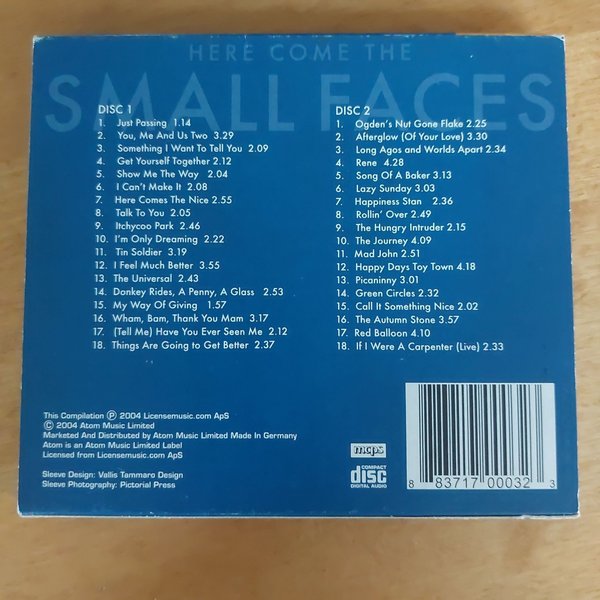 HERE COME THE
SMALL FACES
DISC 1
1. Just Passing 1.14
2. You, Me And Us Two 3.29
3. Something I Want To Tell You 2.09
4. Get Yourself Together 2.12
5. Show Me The Way 2.04
6. I Can't Make It 2.08
7. Here Comes The Nice 2.55
8. Talk To You 2.05
9. Itchycoo Park 2.46
10. I'm Only Dreaming 2.22
11. Tin Soldier 3.19
12. I Feel Much Better 3.55
13. The Universal 2.43
14. Donkey Rides, A Penny, A Glass 2.53
15. My Way Of Giving 1.57
16. Wham, Bam, Thank You Mam 3.17
17. (Tell Me) Have You Ever Seen Me 2.12
18. Things Are Going to Get Better 2.37
DISC 2
1. Ogden's Nut Gone Flake 2.25
2. Afterglow (Of Your Love) 3.30
3. Long Agos and Worlds Apart 2.34
4. Rene' 4.28
5. Song Of A Baker 3.13
6. Lazy Sunday 3.03
7. Happiness Stan 2.36
8. Rollin' Over 2.49
9. The Hungry Intruder 2.15
10. The Journey 4.09
11. Mad John 2.51
12. Happy Days Toy Town 4.18
13. Picaninny 3.01
14. Green Circles 2.32
15. Call It Something Nice 2.02
16. The Autumn Stone 3.57
17. Red Balloon 4.10
18. If I Were A Carpenter (Live) 2.33
This Compilation Ⓟ 2004 Licensemusic.com ApS
© 2004 Atom Music Limited
Marketed And Distributed by Atom Music Limited Made In Germany
Atom is an Atom Music Limited Label
Licensed from Licensemusic.com ApS
Sleeve Design: Vallis Tammaro Design
Sleeve Photography: Pictorial Press
mcps
COMPACT
disc
DIGITAL AUDIO
8 83717 00032 3